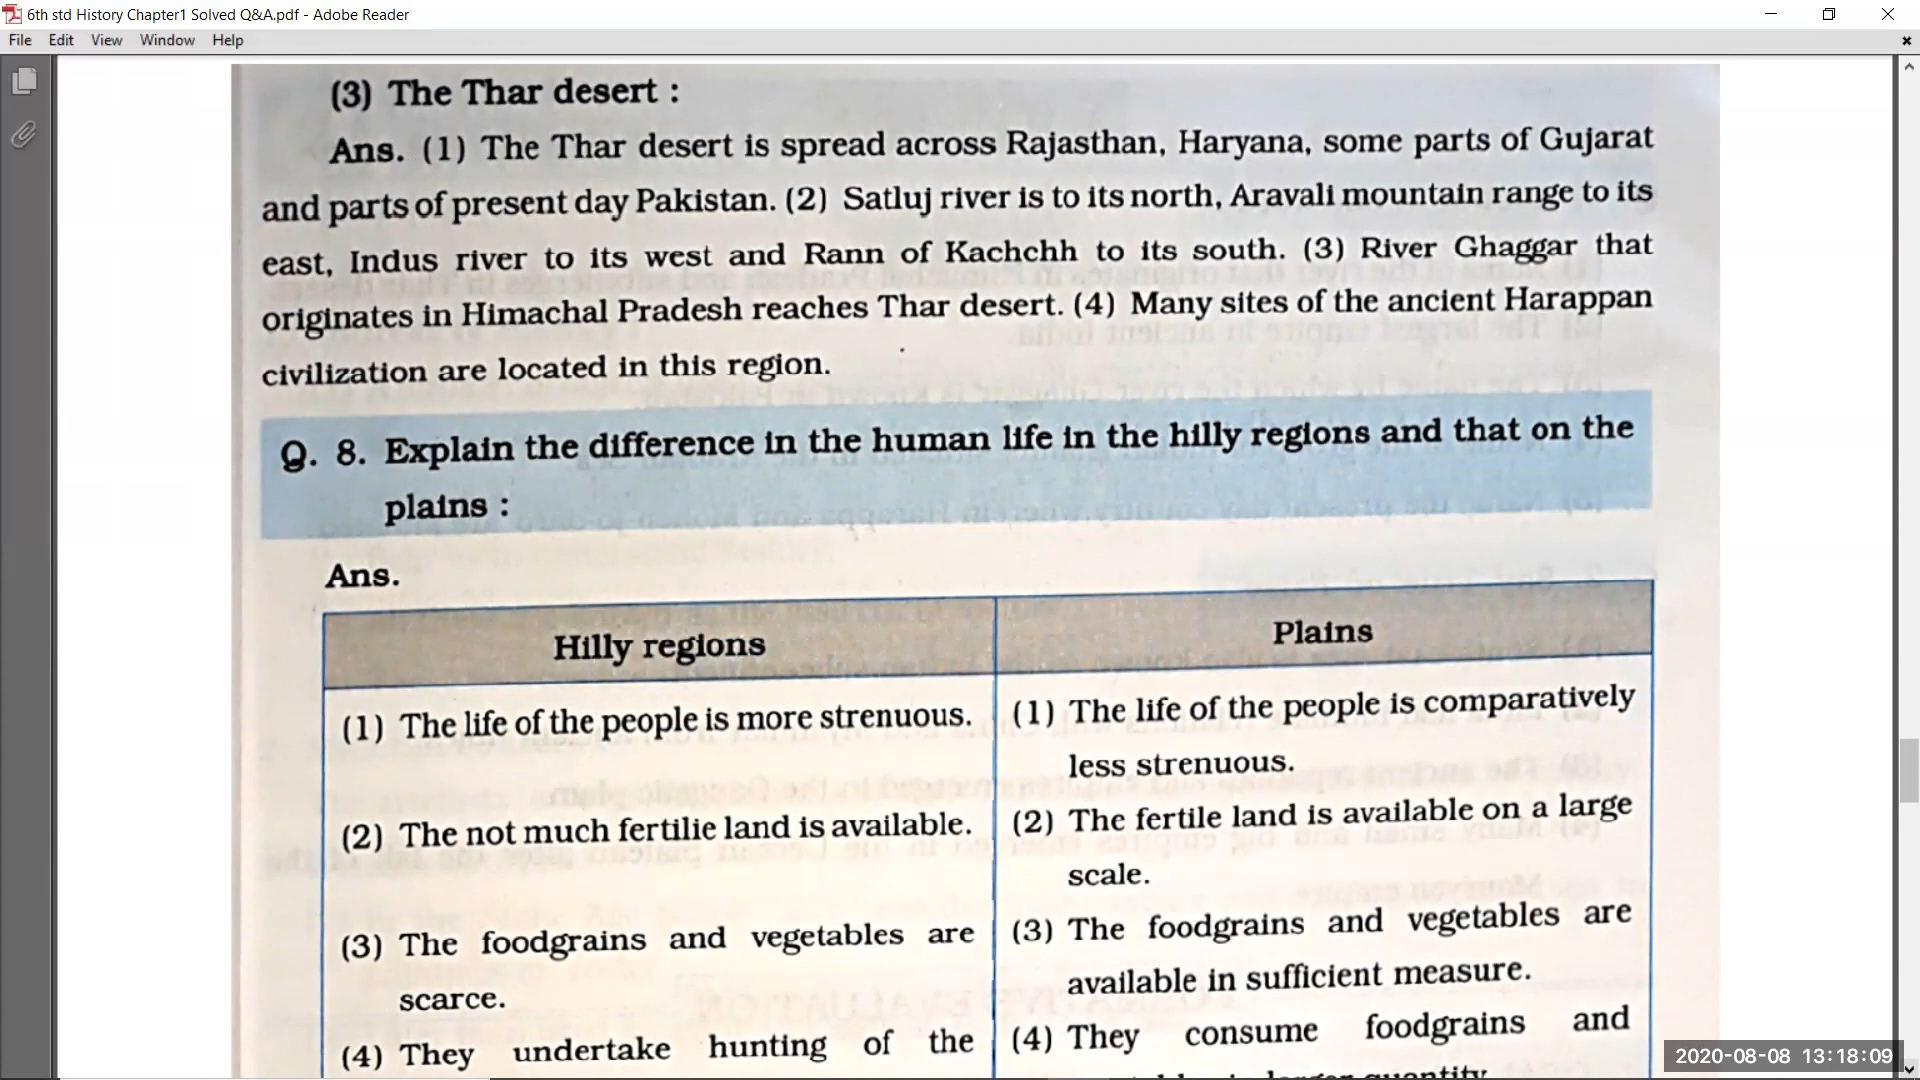 6th std History Chapter1 Solved Q&A.pdf - Adobe Reader
File Edit View Window Help
(3) The Thar desert :
Ans. (1) The Thar desert is spread across Rajasthan, Haryana, some parts of Gujarat
and parts of present day Pakistan. (2) Satluj river is to its north, Aravali mountain range to its
east, Indus river to its west and Rann of Kachchh to its south. (3) River Ghaggar that
originates in Himachal Pradesh reaches Thar desert. (4) Many sites of the ancient Harappan
civilization are located in this region.
Q. 8. Explain the difference in the human life in the hilly regions and that on the
plains :
Ans.
Hilly regions
(1) The life of the people is more strenuous.
(2) The not much fertilie land is available.
(3) The foodgrains and vegetables are
scarce.
(4) They undertake hunting of the
Plains
(1) The life of the people is comparatively
less strenuous.
(2) The fertile land is available on a large
scale.
(3) The foodgrains and vegetables are
available in sufficient measure.
(4) They consume foodgrains and
2020-08-08 13:18:09